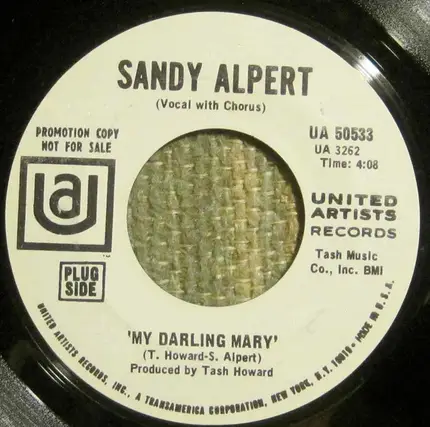 SANDY ALPERT
(Vocal with Chorus)
PROMOTION COPY
NOT FOR SALE
UA 50533
UA 3262
Time: 4:08
ua
TM
UNITED
ARTISTS
RECORDS
Tash Music
Co., Inc. BMI
PLUG
SIDE
'MY DARLING MARY'
(T. Howard-S. Alpert)
Produced by Tash Howard
UNITED ARTISTS RECORDS, INC., A TRANSAMERICA CORPORATION, NEW YORK, N.Y. 10019 • MADE IN U.S.A.